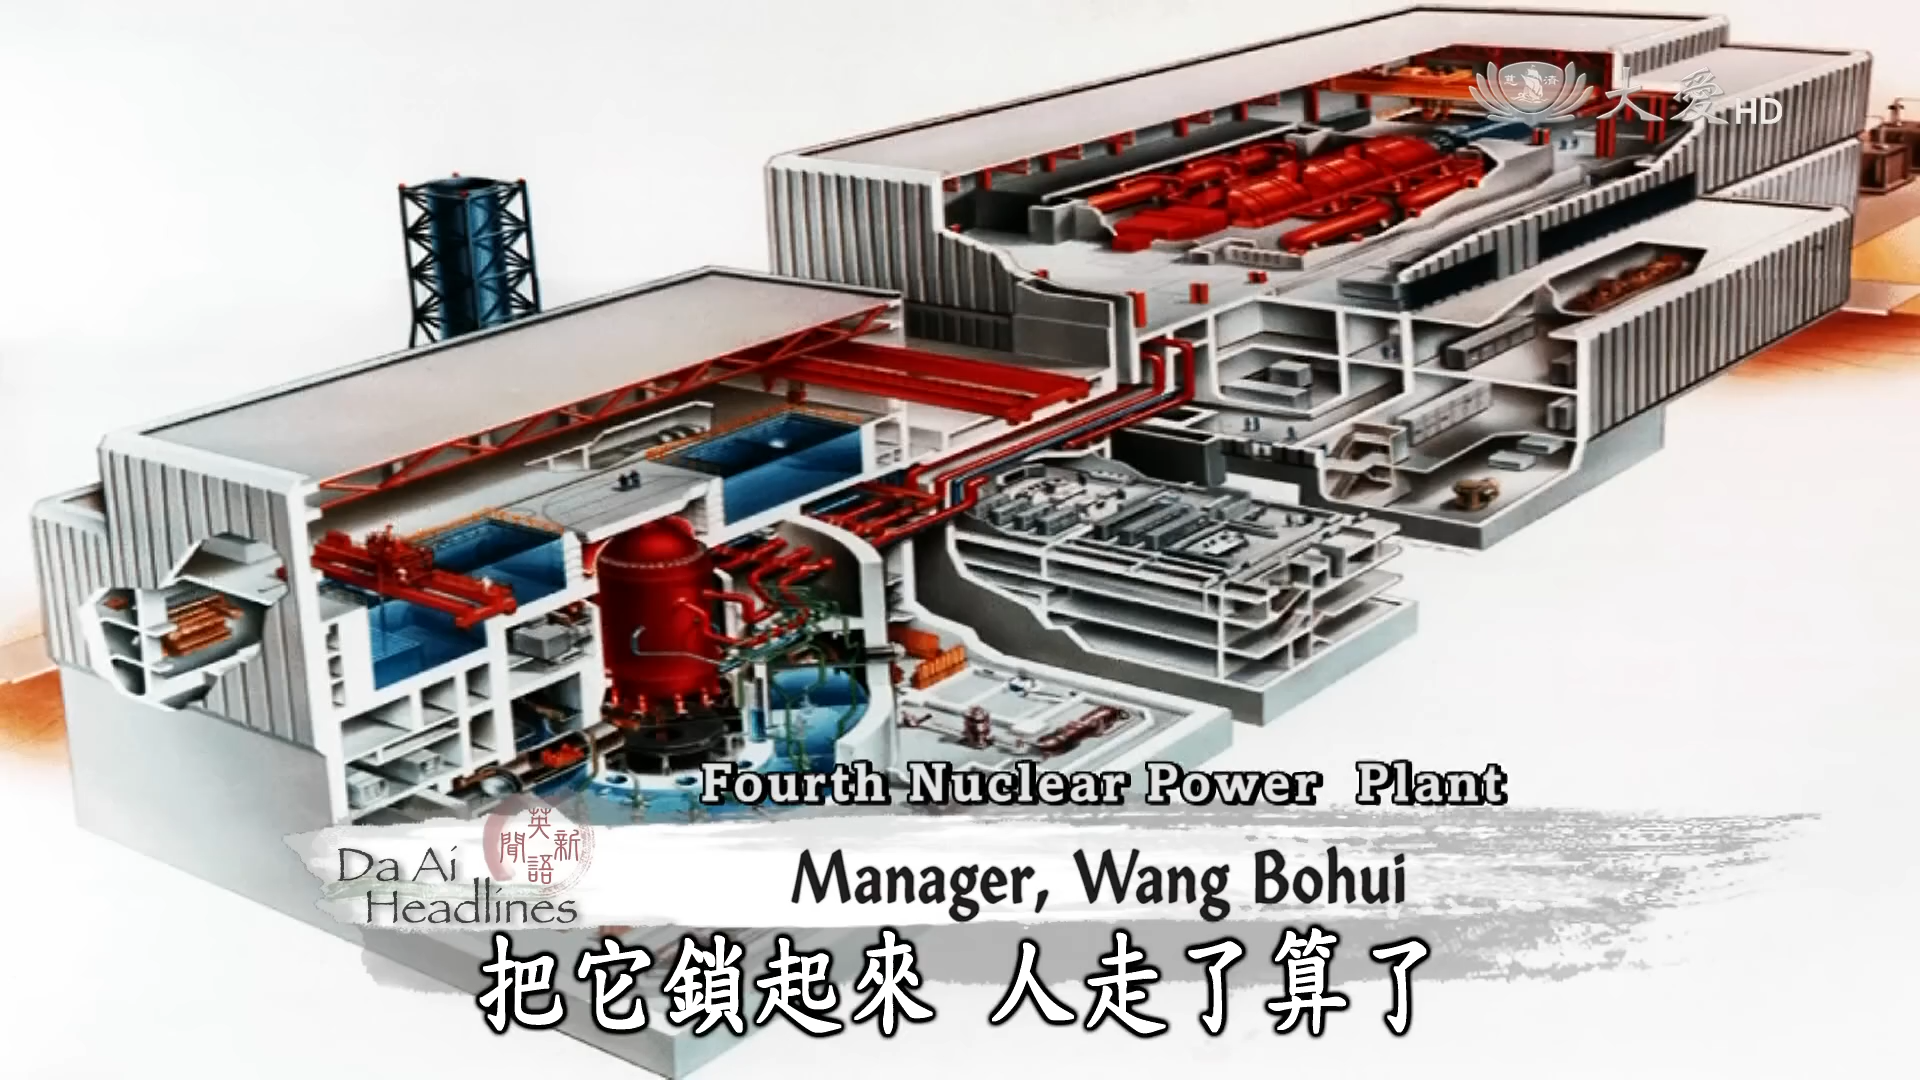 大愛HD
Fourth Nuclear Power Plant
英語新聞
Da Ai
Headlines
Manager, Wang Bohui
把它鎖起來 人走了算了